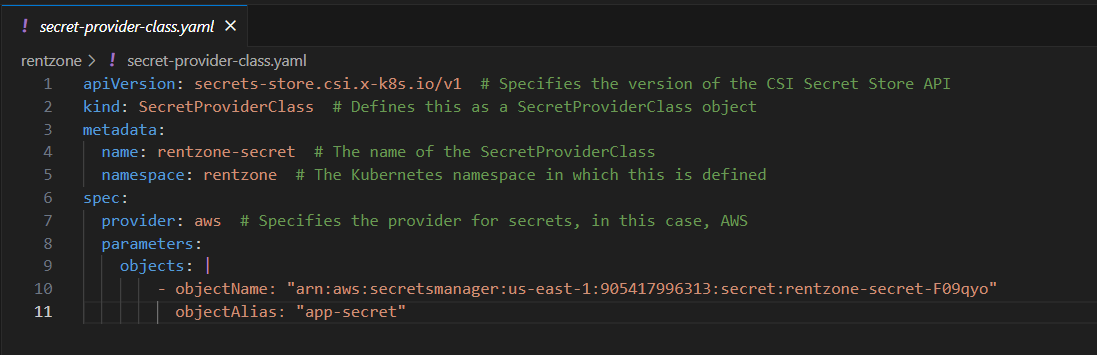 ! secret-provider-class.yaml ×
rentzone > ! secret-provider-class.yaml
1 apiVersion: secrets-store.csi.x-k8s.io/v1  # Specifies the version of the CSI Secret Store API
2 kind: SecretProviderClass  # Defines this as a SecretProviderClass object
3 metadata:
4   name: rentzone-secret  # The name of the SecretProviderClass
5   namespace: rentzone  # The Kubernetes namespace in which this is defined
6 spec:
7   provider: aws  # Specifies the provider for secrets, in this case, AWS
8   parameters:
9     objects: |
10         - objectName: "arn:aws:secretsmanager:us-east-1:905417996313:secret:rentzone-secret-F09qyo"
11           objectAlias: "app-secret"